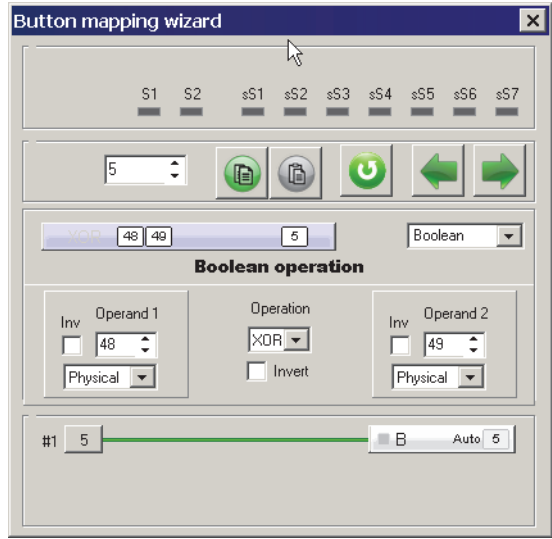 Button mapping wizard
S1 S2 sS1 sS2 sS3 sS4 sS5 sS6 sS7
5
XOR 48 49 5 Boolean
Boolean operation
Inv Operand 1 Operation Inv Operand 2
48 XOR 49
Physical Invert Physical
#1 5 B Auto 5